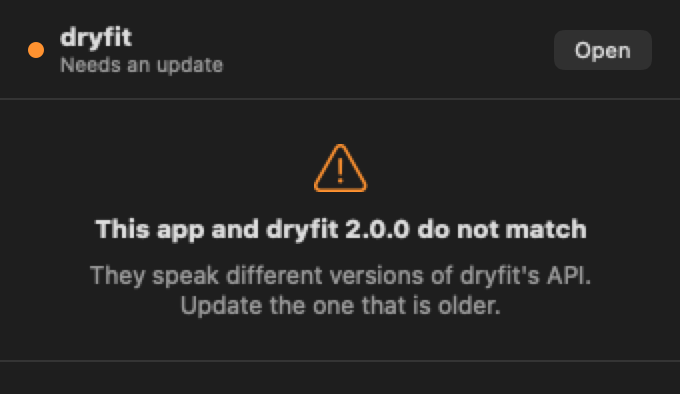 dryfit
Needs an update
Open
This app and dryfit 2.0.0 do not match
They speak different versions of dryfit's API.
Update the one that is older.